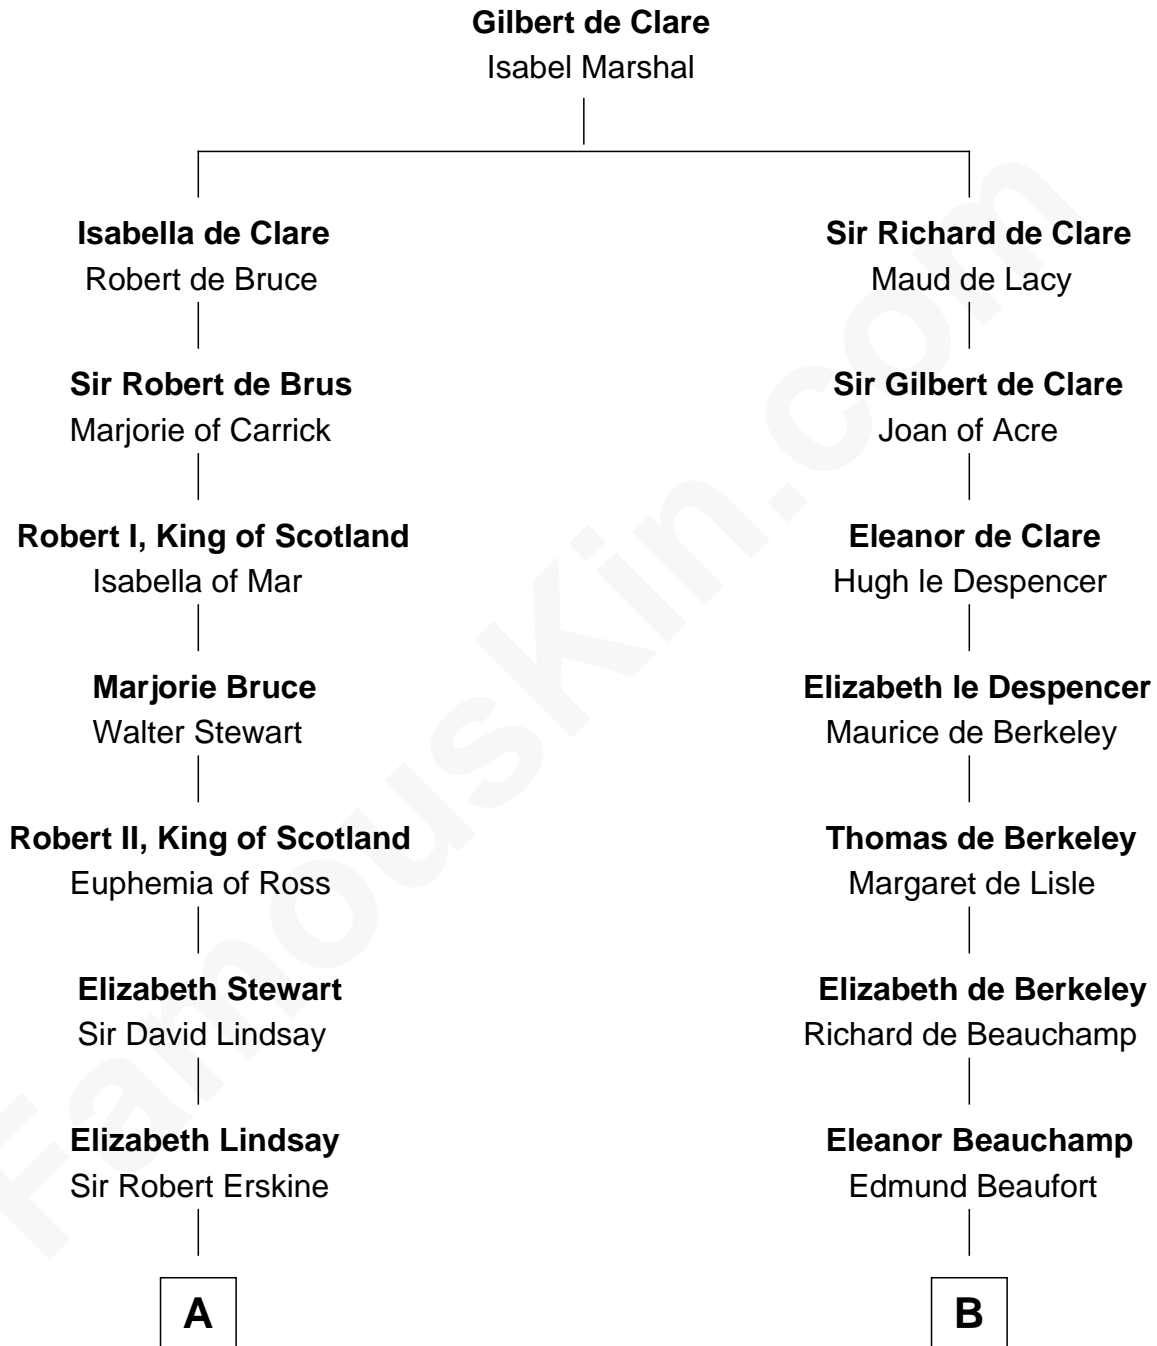 Gilbert de Clare
Isabel Marshal
Isabella de Clare
Robert de Bruce
Sir Robert de Brus
Marjorie of Carrick
Robert I, King of Scotland
Isabella of Mar
Marjorie Bruce
Walter Stewart
Robert II, King of Scotland
Euphemia of Ross
Elizabeth Stewart
Sir David Lindsay
Elizabeth Lindsay
Sir Robert Erskine
A
Sir Richard de Clare
Maud de Lacy
Sir Gilbert de Clare
Joan of Acre
Eleanor de Clare
Hugh le Despencer
Elizabeth le Despencer
Maurice de Berkeley
Thomas de Berkeley
Margaret de Lisle
Elizabeth de Berkeley
Richard de Beauchamp
Eleanor Beauchamp
Edmund Beaufort
B
FamousKin.com